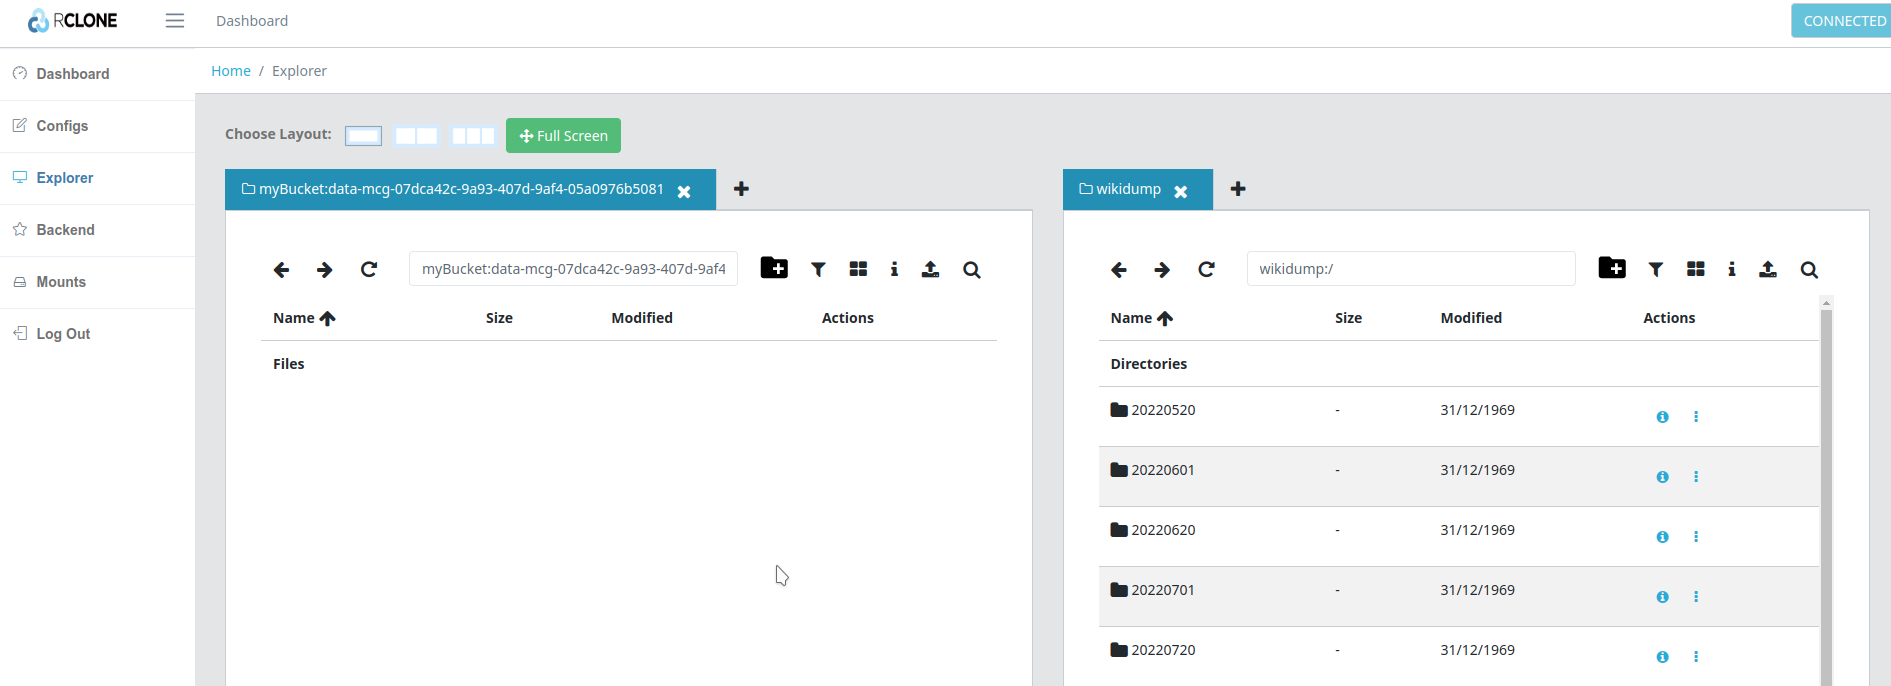 RCLONE
Dashboard
CONNECTED
Dashboard
Configs
Explorer
Backend
Mounts
Log Out
Home / Explorer
Choose Layout:
Full Screen
myBucket:data-mcg-07dca42c-9a93-407d-9af4-05a0976b5081
myBucket:data-mcg-07dca42c-9a93-407d-9af4
Name Size Modified Actions
Files
wikidump
wikidump:/
Name Size Modified Actions
Directories
20220520 - 31/12/1969
20220601 - 31/12/1969
20220620 - 31/12/1969
20220701 - 31/12/1969
20220720 - 31/12/1969